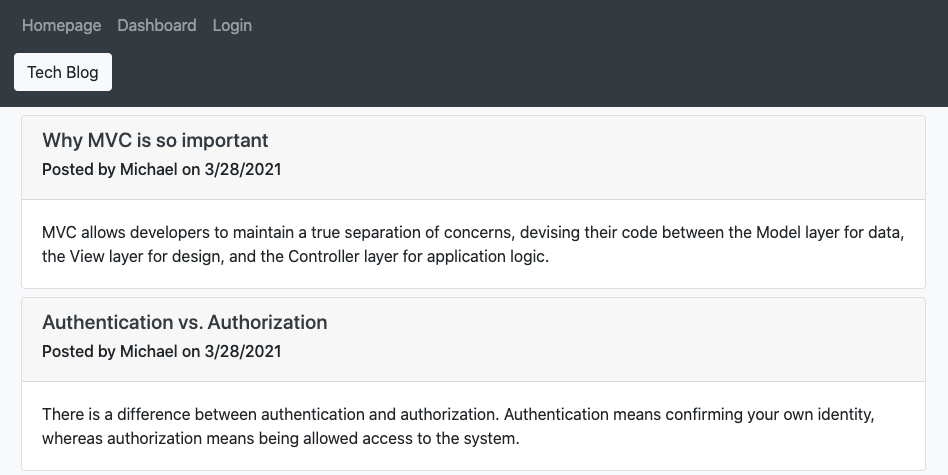 Homepage Dashboard Login
Tech Blog
Why MVC is so important
Posted by Michael on 3/28/2021
MVC allows developers to maintain a true separation of concerns, devising their code between the Model layer for data,
the View layer for design, and the Controller layer for application logic.
Authentication vs. Authorization
Posted by Michael on 3/28/2021
There is a difference between authentication and authorization. Authentication means confirming your own identity,
whereas authorization means being allowed access to the system.